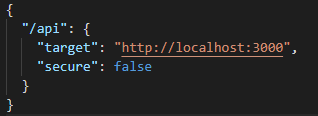 {
  "/api": {
    "target": "http://localhost:3000",
    "secure": false
  }
}